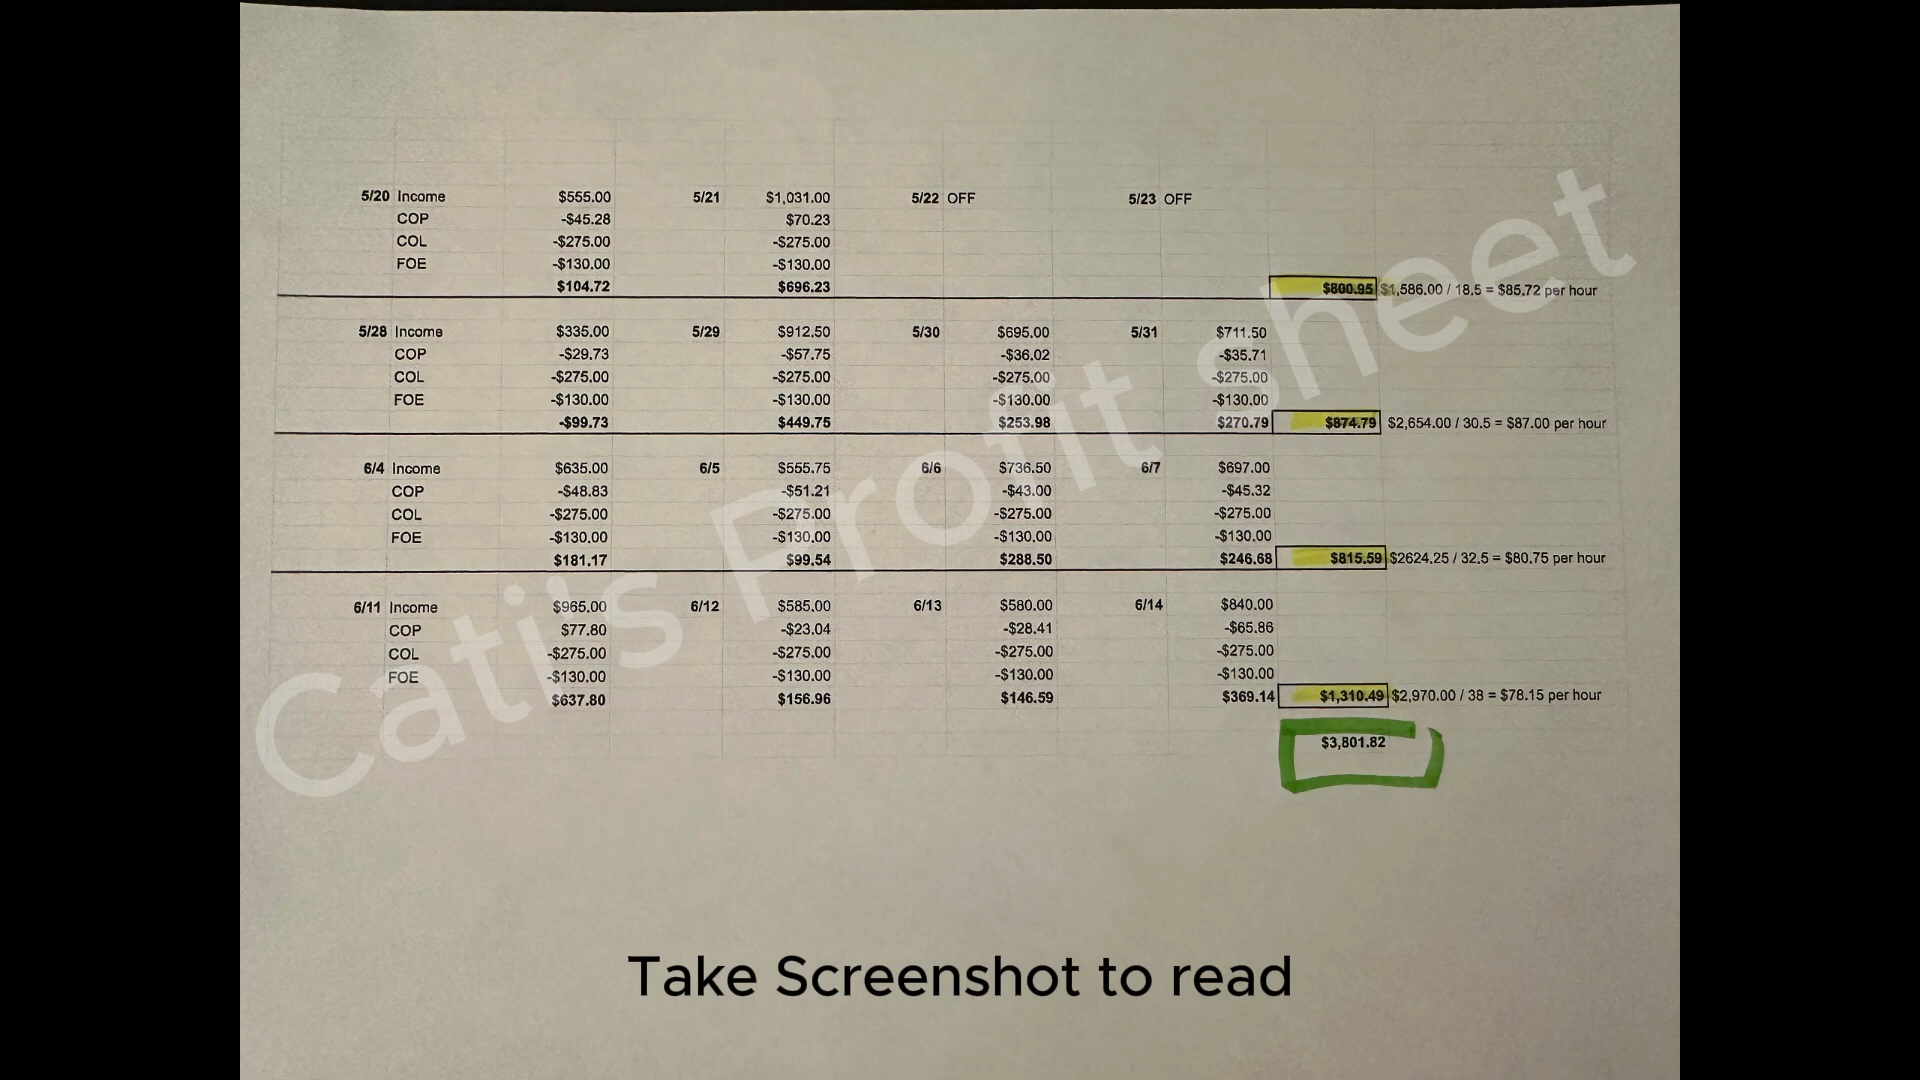 5/20 Income $555.00 5/21 $1,031.00 5/22 OFF 5/23 OFF
COP -$45.28 $70.23
COL -$275.00 -$275.00
FOE -$130.00 -$130.00
$104.72 $696.23 $800.95 $1,586.00 / 18.5 = $85.72 per hour
5/28 Income $335.00 5/29 $912.50 5/30 $695.00 5/31 $711.50
COP -$29.73 -$57.75 -$36.02 -$35.71
COL -$275.00 -$275.00 -$275.00 -$275.00
FOE -$130.00 -$130.00 -$130.00 -$130.00
-$99.73 $449.75 $253.98 $270.79 $874.79 $2,654.00 / 30.5 = $87.00 per hour
6/4 Income $635.00 6/5 $555.75 6/6 $736.50 6/7 $697.00
COP -$48.83 -$51.21 -$43.00 -$45.32
COL -$275.00 -$275.00 -$275.00 -$275.00
FOE -$130.00 -$130.00 -$130.00 -$130.00
$181.17 $99.54 $288.50 $246.68 $815.59 $2624.25 / 32.5 = $80.75 per hour
6/11 Income $965.00 6/12 $585.00 6/13 $580.00 6/14 $840.00
COP $77.80 -$23.04 -$28.41 -$65.86
COL -$275.00 -$275.00 -$275.00 -$275.00
FOE -$130.00 -$130.00 -$130.00 -$130.00
$637.80 $156.96 $146.59 $369.14 $1,310.49 $2,970.00 / 38 = $78.15 per hour
$3,801.82
Cati's Profit sheet
Take Screenshot to read